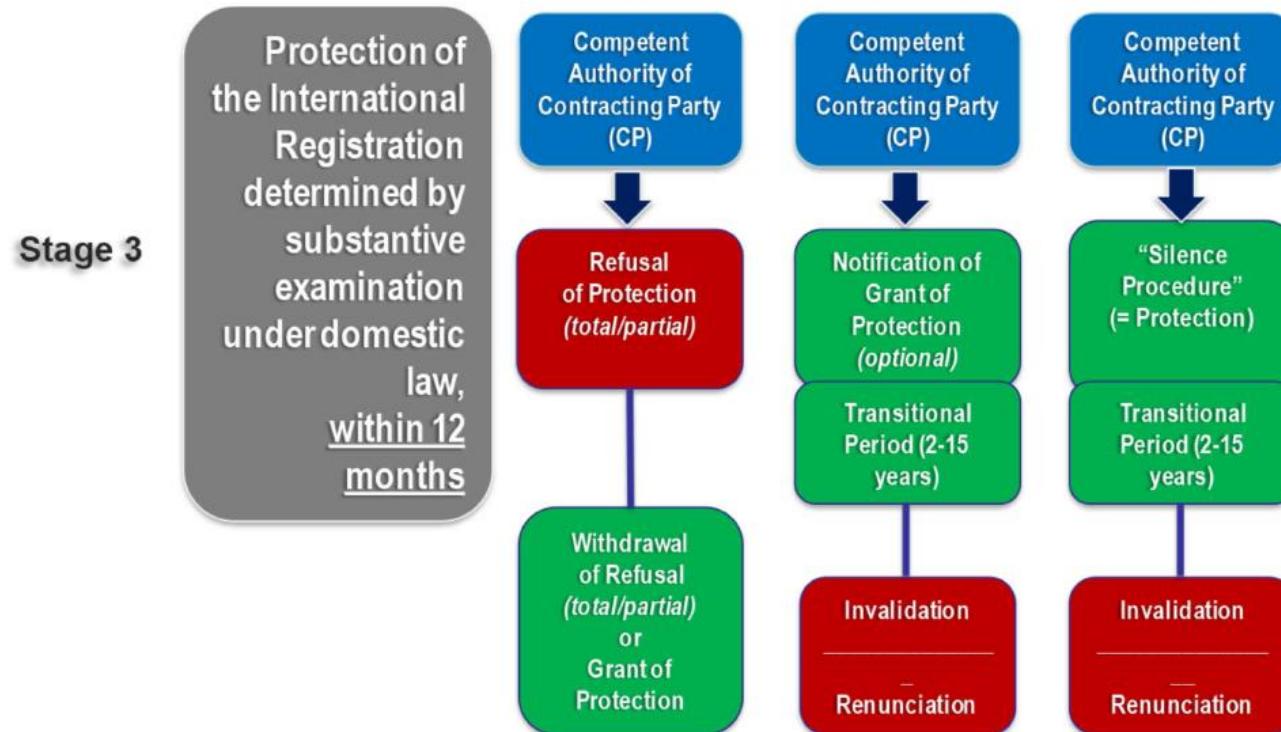 Stage 3
Protection of
the International
Registration
determined by
substantive
examination
under domestic
law,
within 12
months
Competent
Authority of
Contracting Party
(CP)
Refusal
of Protection
(total/partial)
Withdrawal
of Refusal
(total/partial)
or
Grant of
Protection
Competent
Authority of
Contracting Party
(CP)
Notification of
Grant of
Protection
(optional)
Transitional
Period (2-15
years)
Invalidation
_______________
_
Renunciation
Competent
Authority of
Contracting Party
(CP)
“Silence
Procedure”
(= Protection)
Transitional
Period (2-15
years)
Invalidation
_______________
__
Renunciation